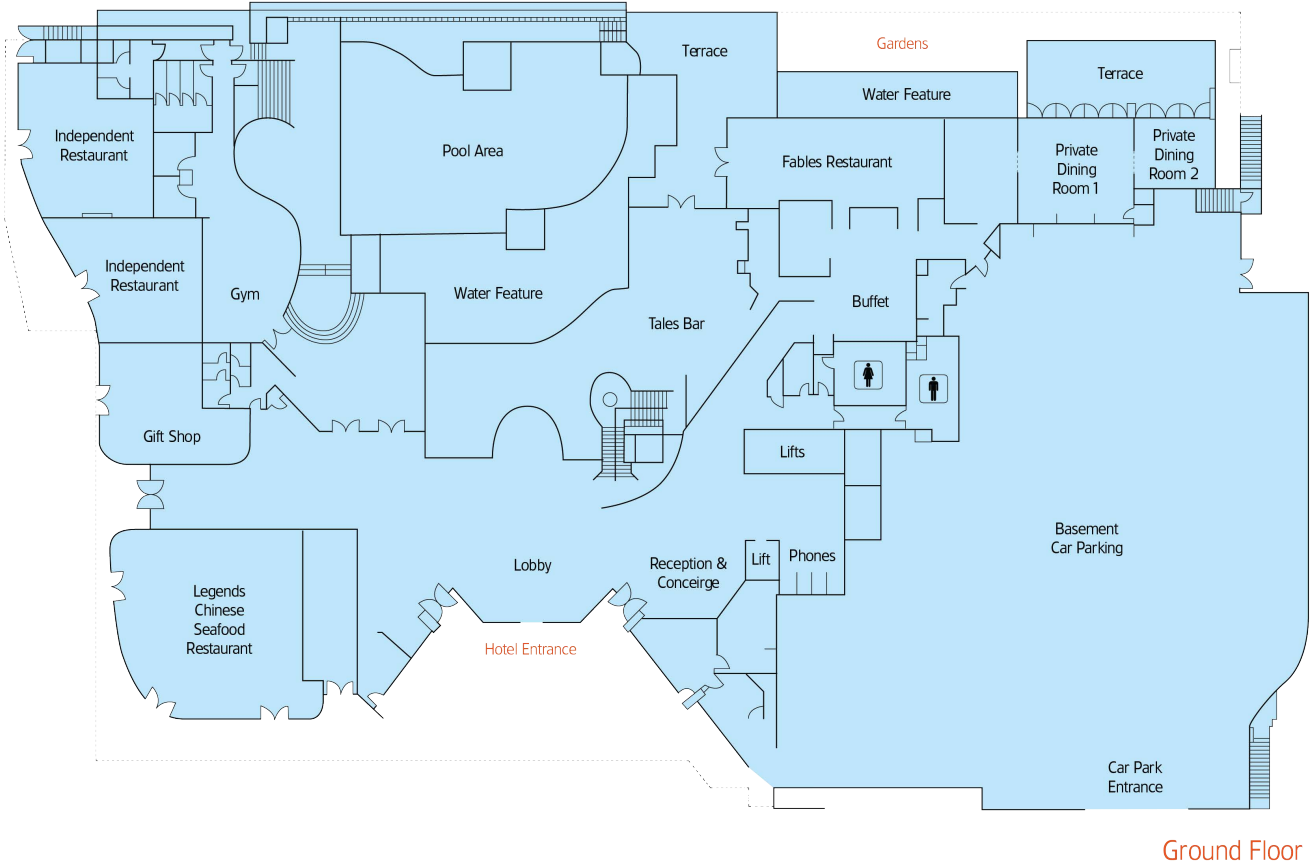 Gardens
Terrace
Terrace
Water Feature
Independent
Restaurant
Pool Area
Fables Restaurant
Private
Dining
Room 1
Private
Dining
Room 2
Independent
Restaurant
Gym
Water Feature
Tales Bar
Buffet
Gift Shop
Lifts
Basement
Car Parking
Lobby
Reception &
Conceirge
Lift
Phones
Legends
Chinese
Seafood
Restaurant
Hotel Entrance
Car Park
Entrance
Ground Floor